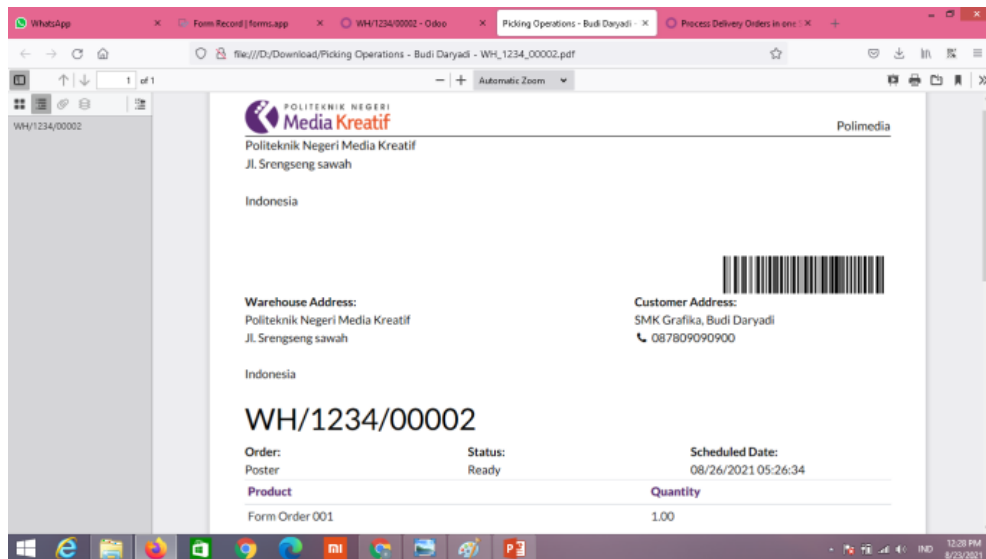 WhatsApp
Form Record | forms.app
WH/1234/00002 - Odoo
Picking Operations - Budi Daryadi -
Process Delivery Orders in one
file:///D:/Download/Picking Operations - Budi Daryadi - WH_1234_00002.pdf
1 of 1
Automatic Zoom
WH/1234/00002
POLITEKNIK NEGERI
Media Kreatif
Polimedia
Politeknik Negeri Media Kreatif
Jl. Srengseng sawah
Indonesia
Warehouse Address:
Customer Address:
Politeknik Negeri Media Kreatif
SMK Grafika, Budi Daryadi
Jl. Srengseng sawah
087809090900
Indonesia
WH/1234/00002
Order:
Status:
Scheduled Date:
Poster
Ready
08/26/2021 05:26:34
Product
Quantity
Form Order 001
1.00
IND
12:28 PM
8/23/2021